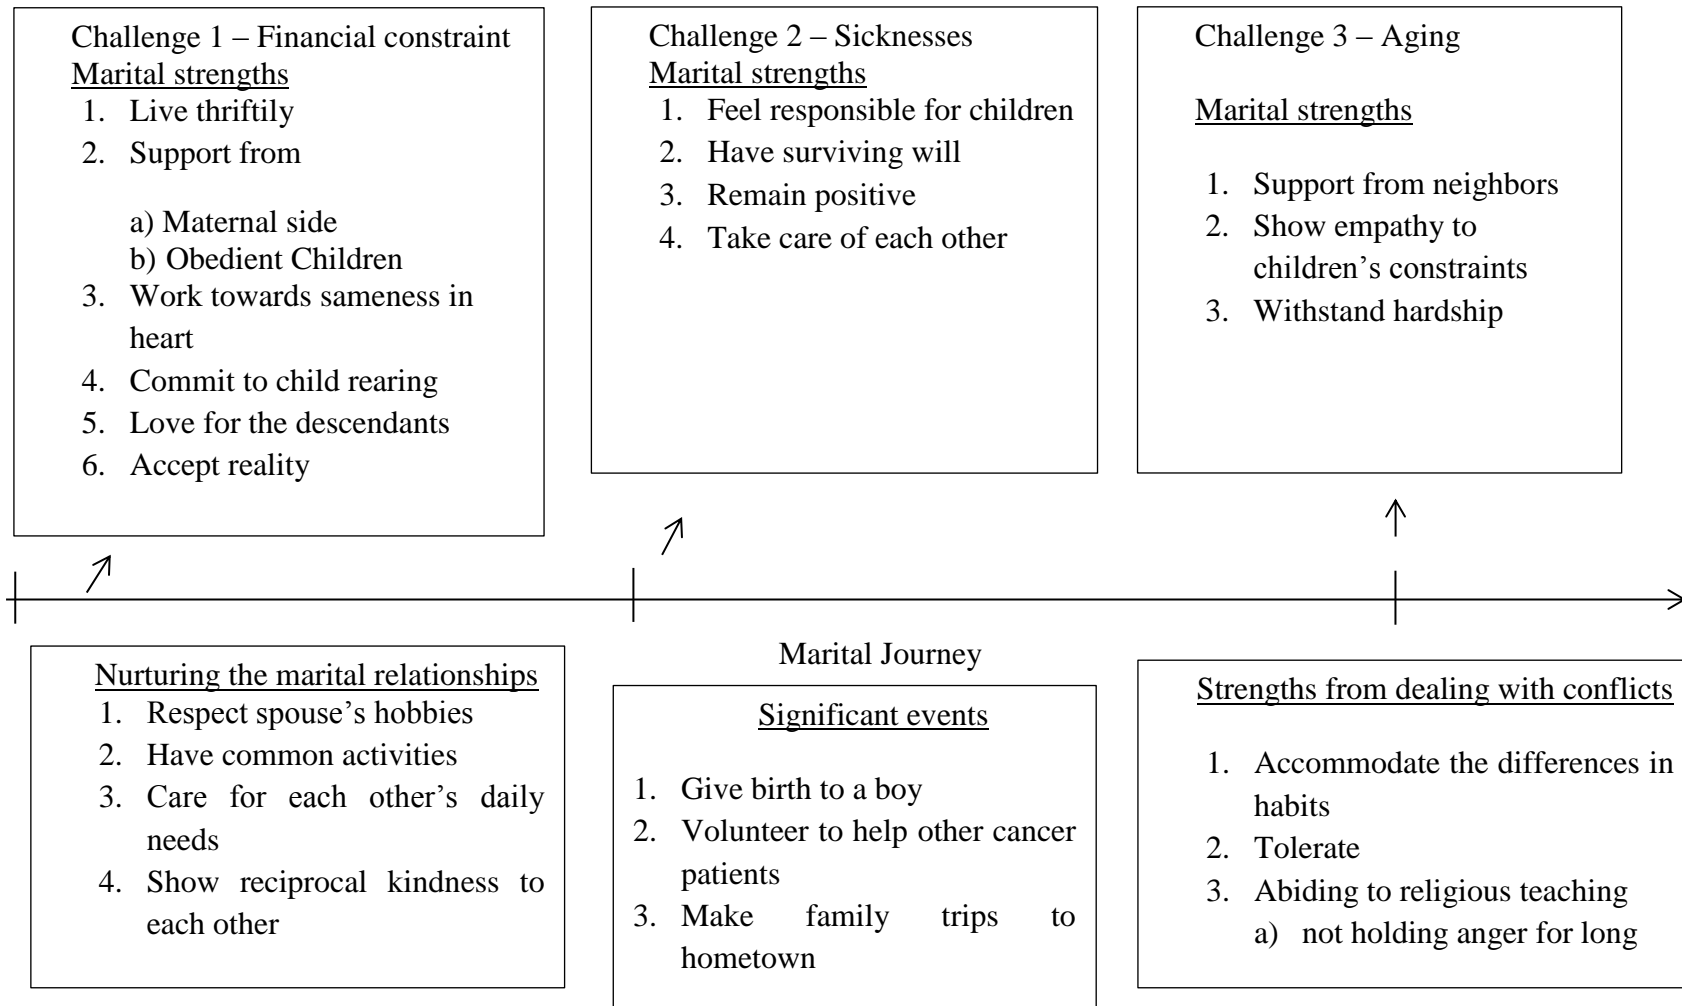 Challenge 1 – Financial constraint
Marital strengths
1. Live thriftily
2. Support from
a) Maternal side
b) Obedient Children
3. Work towards sameness in
heart
4. Commit to child rearing
5. Love for the descendants
6. Accept reality
Challenge 2 – Sicknesses
Marital strengths
1. Feel responsible for children
2. Have surviving will
3. Remain positive
4. Take care of each other
Challenge 3 – Aging
Marital strengths
1. Support from neighbors
2. Show empathy to
children’s constraints
3. Withstand hardship
Marital Journey
Nurturing the marital relationships
1. Respect spouse’s hobbies
2. Have common activities
3. Care for each other’s daily
needs
4. Show reciprocal kindness to
each other
Significant events
1. Give birth to a boy
2. Volunteer to help other cancer
patients
3. Make family trips to
hometown
Strengths from dealing with conflicts
1. Accommodate the differences in
habits
2. Tolerate
3. Abiding to religious teaching
a) not holding anger for long